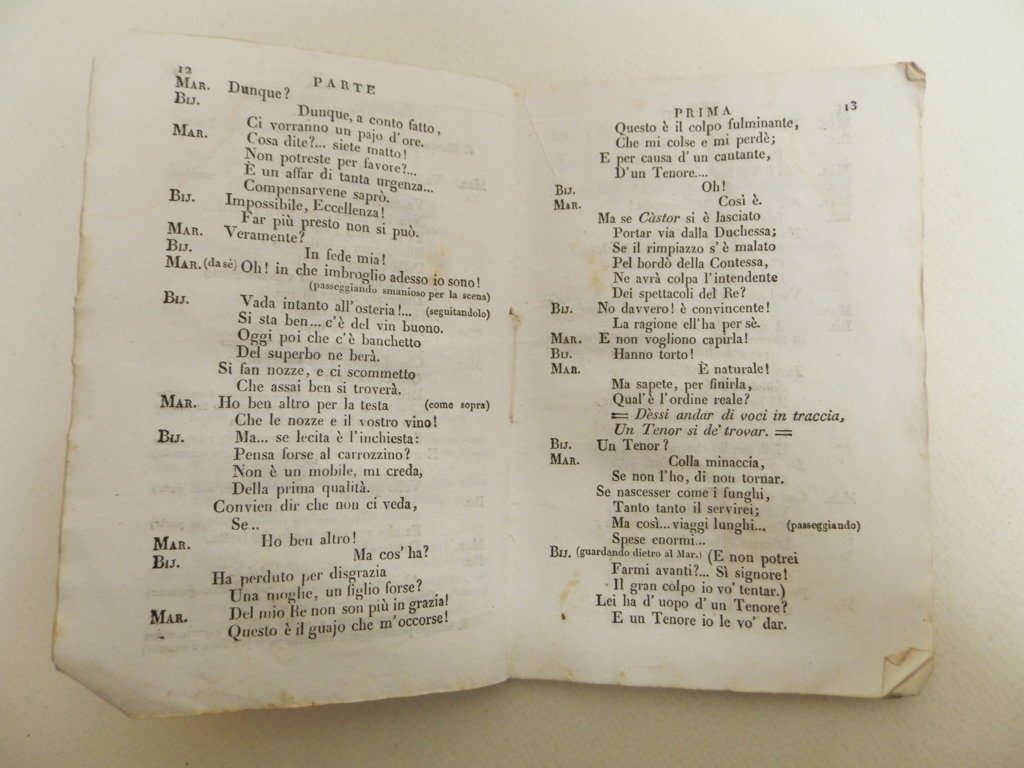 12
PARTE
MAR. Dunque?
BIJ. Dunque, a conto fatto,
Ci vorranno un pajo d'ore.
MAR. Cosa dite?... siete matto!
Non potreste per favore?...
È un affar di tanta urgenza...
Compensarvene saprò.
BIJ. Impossibile, Eccellenza!
Far più presto non si può.
MAR. Veramente?
BIJ. In fede mia!
MAR. (da sè) Oh! in che imbroglio adesso io sono!
(passeggiando smanioso per la scena)
BIJ. Vada intanto all'osteria!... (seguitandolo)
Si sta ben... c'è del vin buono.
Oggi poi che c'è banchetto
Del superbo ne berà.
Si fan nozze, e ci scommetto
Che assai ben si troverà.
MAR. Ho ben altro per la testa (come sopra)
Che le nozze e il vostro vino!
BIJ. Ma... se lecita è l'inchiesta:
Pensa forse al carrozzino?
Non è un mobile, mi creda,
Della prima qualità.
Convien dir che non ci veda,
Se..
MAR. Ho ben altro!
BIJ. Ma cos' ha?
Ha perduto per disgrazia
Una moglie, un figlio forse?
MAR. Del mio Re non son più in grazia!
Questo è il guajo che m'occorse!
PRIMA
13
Questo è il colpo fulminante,
Che mi colse e mi perdè;
E per causa d' un cantante,
D'un Tenore....
BIJ. Oh!
MAR. Così è.
Ma se Càstor si è lasciato
Portar via dalla Duchessa;
Se il rimpiazzo s' è malato
Pel bordò della Contessa,
Ne avrà colpa l'intendente
Dei spettacoli del Re?
BIJ. No davvero! è convincente!
La ragione ell'ha per sè.
MAR. E non vogliono capirla!
BIJ. Hanno torto!
MAR. È naturale!
Ma sapete, per finirla,
Qual'è l'ordine reale?
= Dèssi andar di voci in traccia,
Un Tenor si de' trovar. =
BIJ. Un Tenor?
MAR. Colla minaccia,
Se non l'ho, di non tornar.
Se nascesser come i funghi,
Tanto tanto il servirei;
Ma così... viaggi lunghi... (passeggiando)
Spese enormi...
BIJ. (guardando dietro al Mar.) (E non potrei
Farmi avanti?... Sì signore!
Il gran colpo io vo' tentar.)
Lei ha d' uopo d' un Tenore?
E un Tenore io le vo' dar.